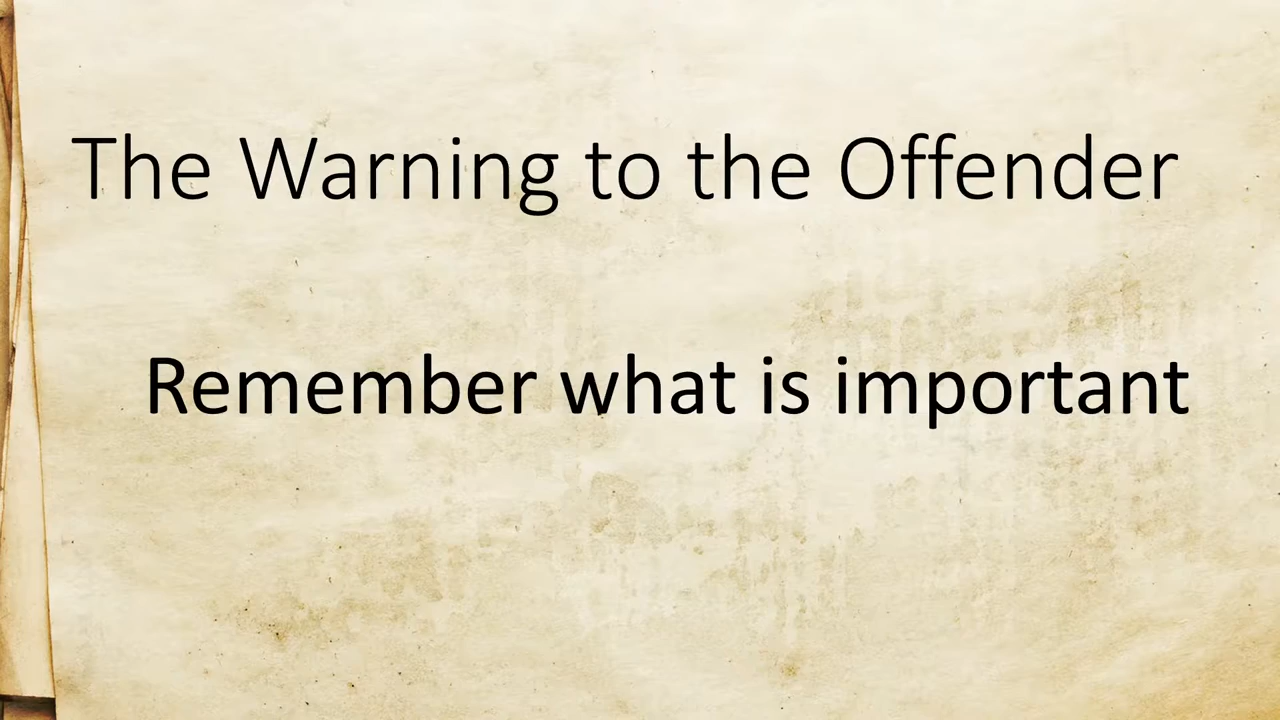 The Warning to the Offender
Remember what is important